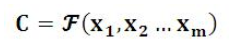 𝐂 = 𝓕(𝐱₁, 𝐱₂ … 𝐱ₘ)